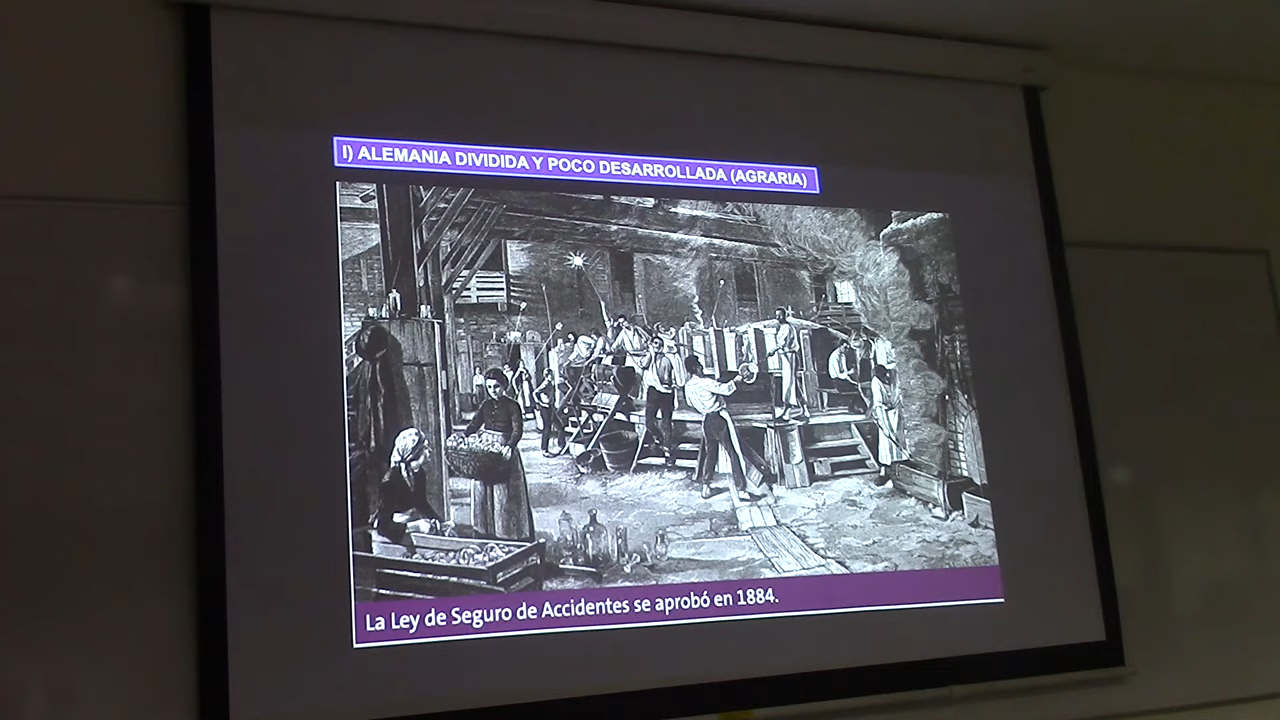 I) ALEMANIA DIVIDIDA Y POCO DESARROLLADA (AGRARIA)
La Ley de Seguro de Accidentes se aprobó en 1884.